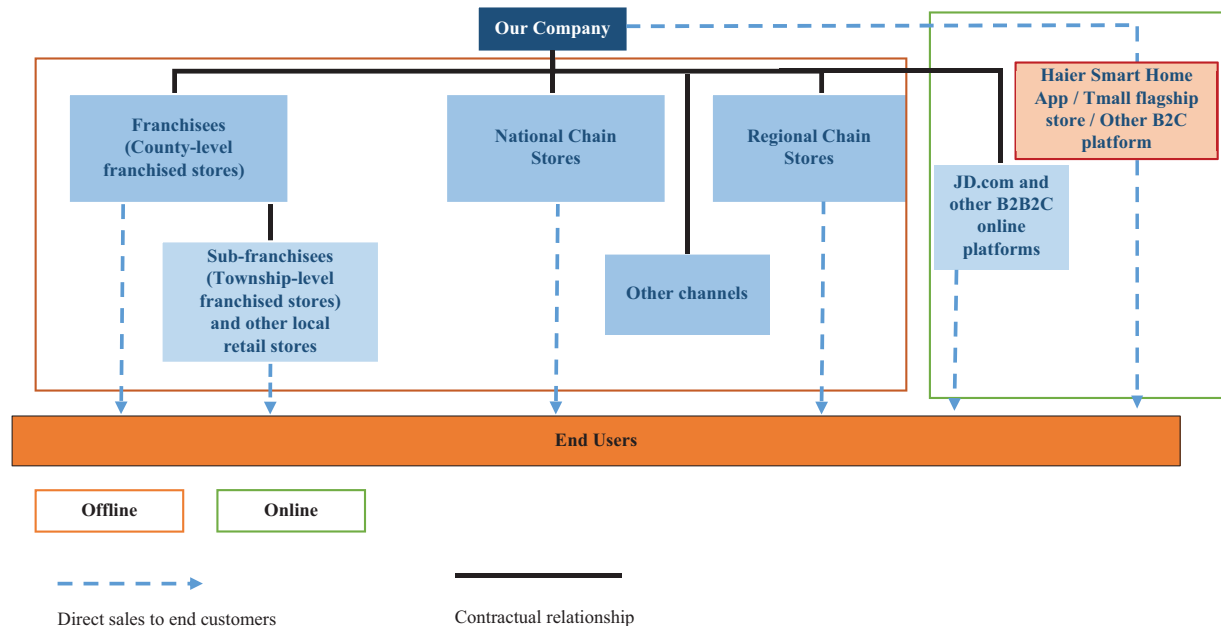 Our Company
Haier Smart Home
App / Tmall flagship
store / Other B2C
platform
Franchisees
(County-level
franchised stores)
National Chain
Stores
Regional Chain
Stores
JD.com and
other B2B2C
online
platforms
Sub-franchisees
(Township-level
franchised stores)
and other local
retail stores
Other channels
End Users
Offline
Online
Direct sales to end customers
Contractual relationship